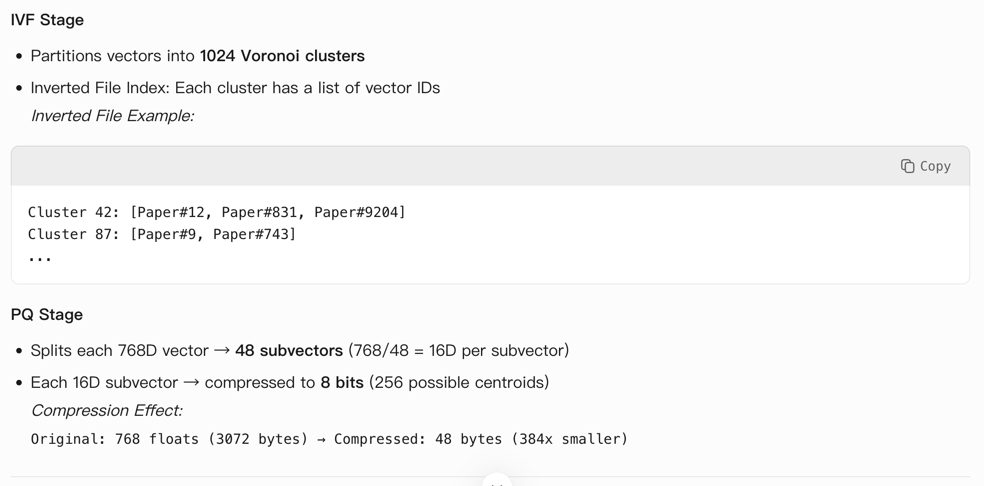 IVF Stage
• Partitions vectors into 1024 Voronoi clusters
• Inverted File Index: Each cluster has a list of vector IDs
Inverted File Example:
Copy
Cluster 42: [Paper#12, Paper#831, Paper#9204]
Cluster 87: [Paper#9, Paper#743]
...
PQ Stage
• Splits each 768D vector → 48 subvectors (768/48 = 16D per subvector)
• Each 16D subvector → compressed to 8 bits (256 possible centroids)
Compression Effect:
Original: 768 floats (3072 bytes) → Compressed: 48 bytes (384x smaller)